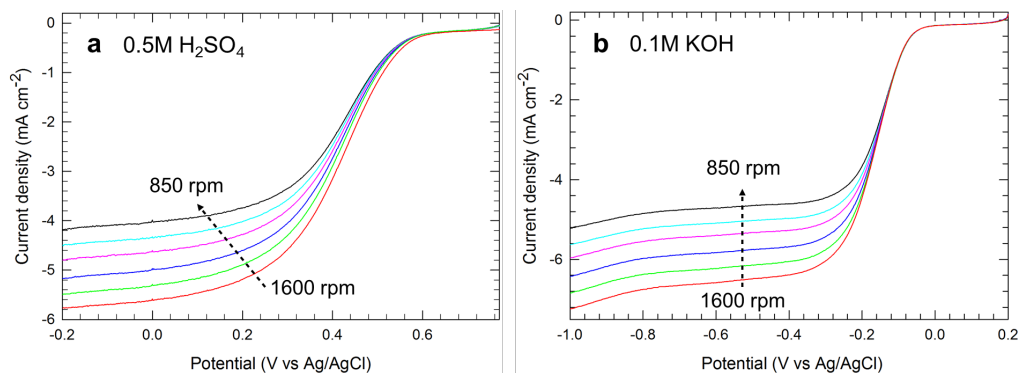 a 0.5M H₂SO₄
0
-1
-2
-3
-4
-5
-6
Current density (mA cm⁻²)
850 rpm
1600 rpm
-0.2 0.0 0.2 0.4 0.6
Potential (V vs Ag/AgCl)
b 0.1M KOH
0
-2
-4
-6
Current density (mA cm⁻²)
850 rpm
1600 rpm
-1.0 -0.8 -0.6 -0.4 -0.2 0.0 0.2
Potential (V vs Ag/AgCl)